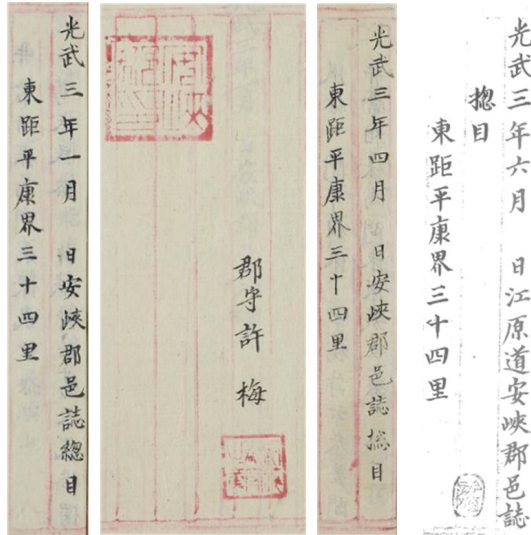 光武三年一月 日安峽郡邑誌總目
東距平康界三十四里
郡守許 梅
光武三年四月 日安峽郡邑誌揔目
東距平康界三十四里
光武三年六月 日江原道安峽郡邑誌
揔目
東距平康界三十四里